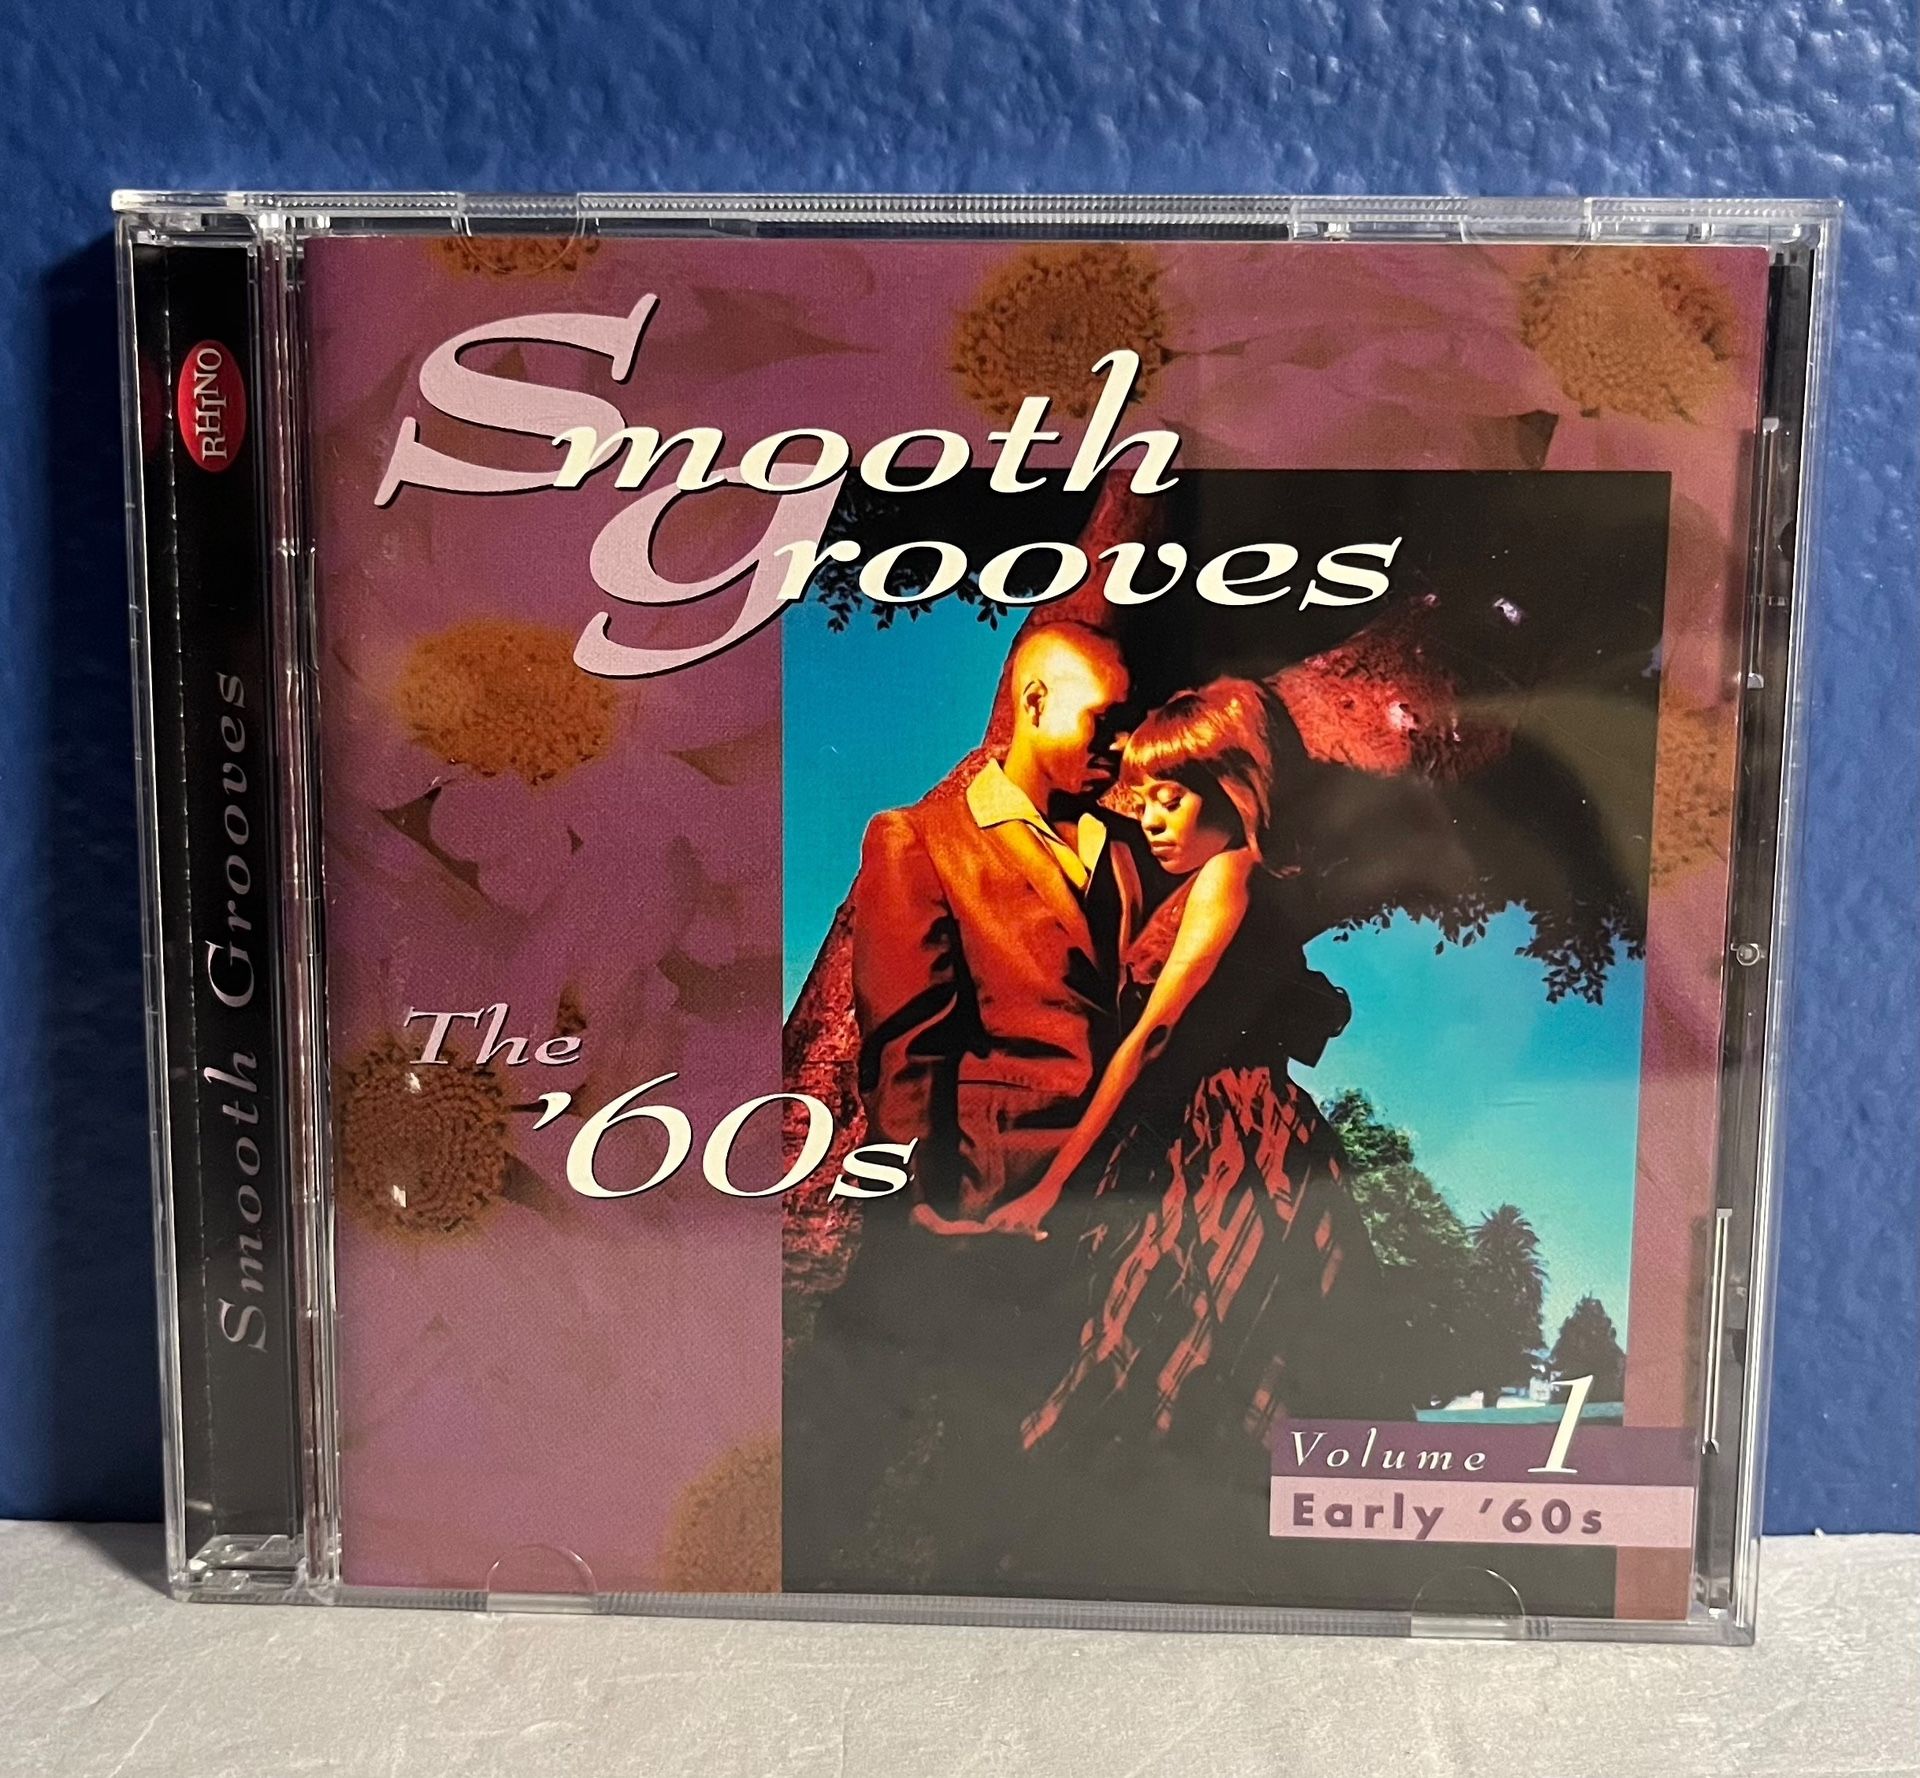 RHINO
Smooth Grooves
Smooth
Grooves
The
'60s
Volume 1
Early '60s